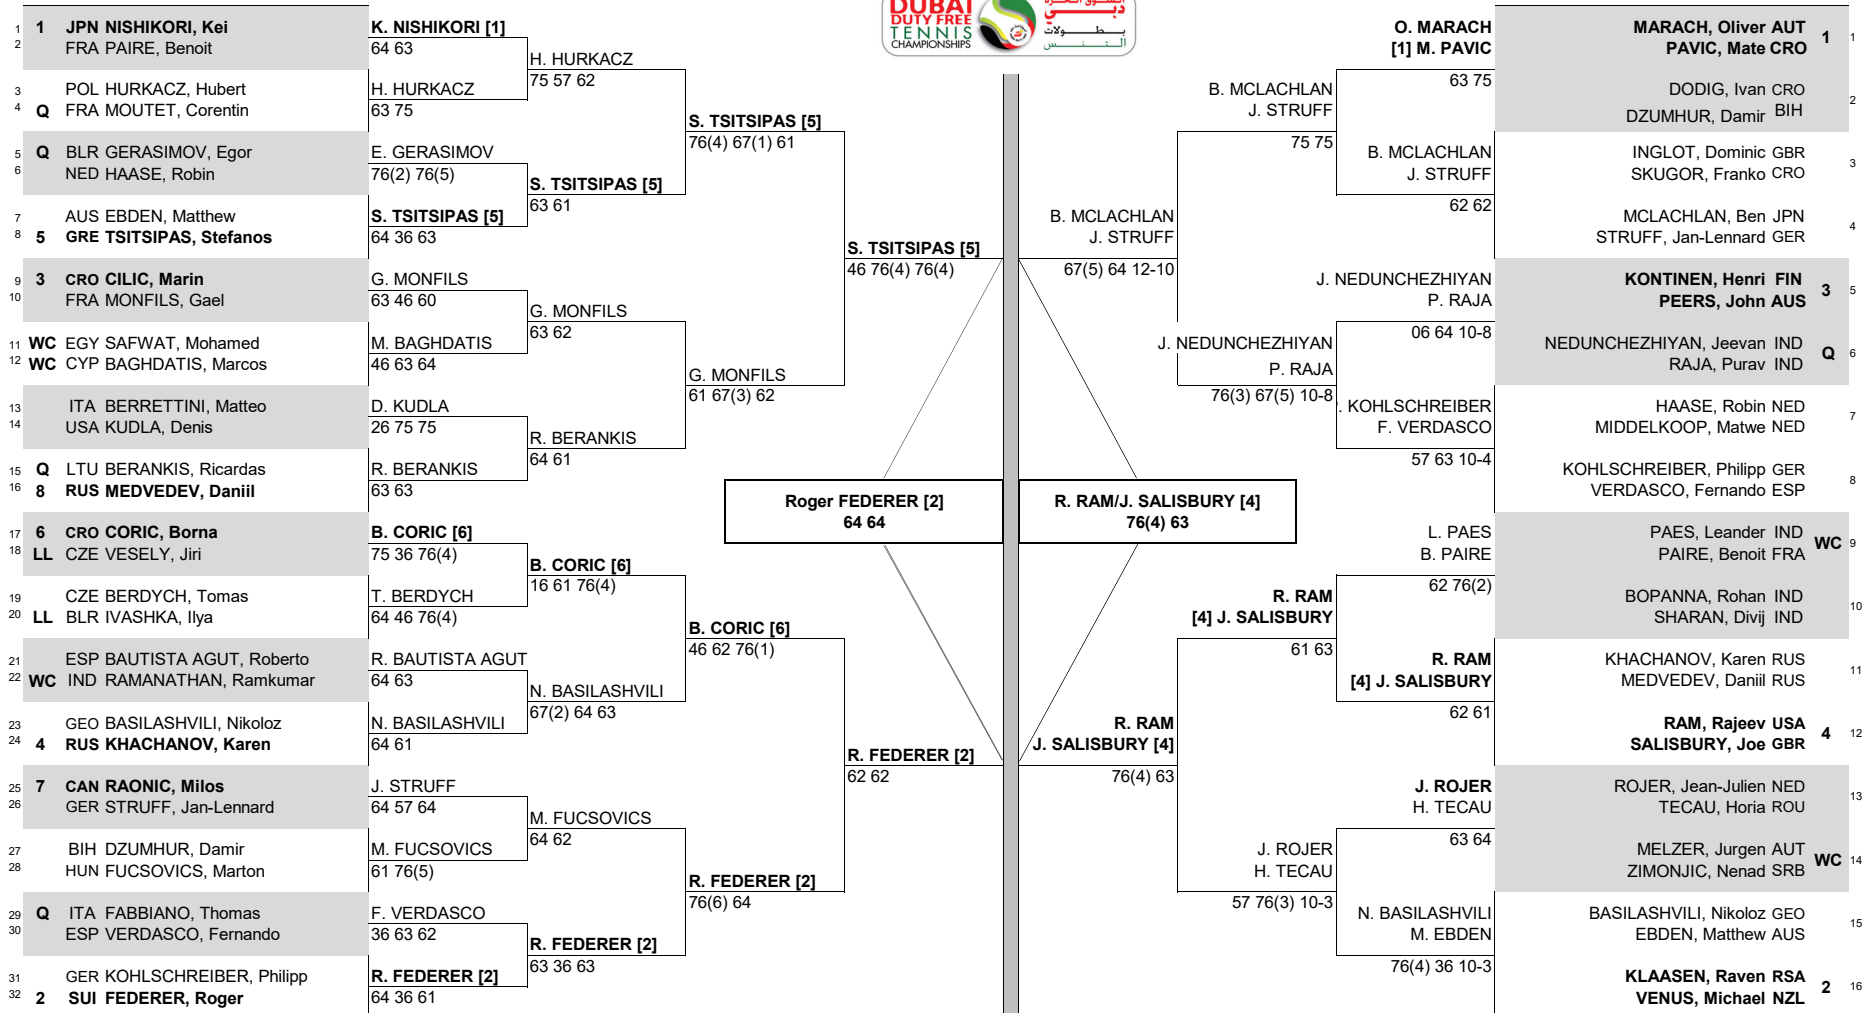 DUBAI
DUTY FREE
TENNIS
CHAMPIONSHIPS
السوق الحرة
دبي
بطولات
التنس
1 1 JPN NISHIKORI, Kei
2 FRA PAIRE, Benoit
3 POL HURKACZ, Hubert
4 Q FRA MOUTET, Corentin
5 Q BLR GERASIMOV, Egor
6 NED HAASE, Robin
7 AUS EBDEN, Matthew
8 5 GRE TSITSIPAS, Stefanos
9 3 CRO CILIC, Marin
10 FRA MONFILS, Gael
11 WC EGY SAFWAT, Mohamed
12 WC CYP BAGHDATIS, Marcos
13 ITA BERRETTINI, Matteo
14 USA KUDLA, Denis
15 Q LTU BERANKIS, Ricardas
16 8 RUS MEDVEDEV, Daniil
17 6 CRO CORIC, Borna
18 LL CZE VESELY, Jiri
19 CZE BERDYCH, Tomas
20 LL BLR IVASHKA, Ilya
21 ESP BAUTISTA AGUT, Roberto
22 WC IND RAMANATHAN, Ramkumar
23 GEO BASILASHVILI, Nikoloz
24 4 RUS KHACHANOV, Karen
25 7 CAN RAONIC, Milos
26 GER STRUFF, Jan-Lennard
27 BIH DZUMHUR, Damir
28 HUN FUCSOVICS, Marton
29 Q ITA FABBIANO, Thomas
30 ESP VERDASCO, Fernando
31 GER KOHLSCHREIBER, Philipp
32 2 SUI FEDERER, Roger
K. NISHIKORI [1]
64 63
H. HURKACZ
63 75
E. GERASIMOV
76(2) 76(5)
S. TSITSIPAS [5]
64 36 63
G. MONFILS
63 46 60
M. BAGHDATIS
46 63 64
D. KUDLA
26 75 75
R. BERANKIS
63 63
B. CORIC [6]
75 36 76(4)
T. BERDYCH
64 46 76(4)
R. BAUTISTA AGUT
64 63
N. BASILASHVILI
64 61
J. STRUFF
64 57 64
M. FUCSOVICS
61 76(5)
F. VERDASCO
36 63 62
R. FEDERER [2]
64 36 61
H. HURKACZ
75 57 62
S. TSITSIPAS [5]
63 61
G. MONFILS
63 62
R. BERANKIS
64 61
B. CORIC [6]
16 61 76(4)
N. BASILASHVILI
67(2) 64 63
M. FUCSOVICS
64 62
R. FEDERER [2]
63 36 63
S. TSITSIPAS [5]
76(4) 67(1) 61
G. MONFILS
61 67(3) 62
B. CORIC [6]
46 62 76(1)
R. FEDERER [2]
76(6) 64
S. TSITSIPAS [5]
46 76(4) 76(4)
R. FEDERER [2]
62 62
Roger FEDERER [2]
64 64
R. RAM/J. SALISBURY [4]
76(4) 63
B. MCLACHLAN
J. STRUFF
67(5) 64 12-10
R. RAM
J. SALISBURY [4]
76(4) 63
B. MCLACHLAN
J. STRUFF
75 75
J. NEDUNCHEZHIYAN
P. RAJA
76(3) 67(5) 10-8
R. RAM
[4] J. SALISBURY
61 63
J. ROJER
H. TECAU
57 76(3) 10-3
O. MARACH
[1] M. PAVIC
63 75
B. MCLACHLAN
J. STRUFF
62 62
J. NEDUNCHEZHIYAN
P. RAJA
06 64 10-8
. KOHLSCHREIBER
F. VERDASCO
57 63 10-4
L. PAES
B. PAIRE
62 76(2)
R. RAM
[4] J. SALISBURY
62 61
J. ROJER
H. TECAU
63 64
N. BASILASHVILI
M. EBDEN
76(4) 36 10-3
MARACH, Oliver AUT
PAVIC, Mate CRO 1 1
DODIG, Ivan CRO
DZUMHUR, Damir BIH 2
INGLOT, Dominic GBR
SKUGOR, Franko CRO 3
MCLACHLAN, Ben JPN
STRUFF, Jan-Lennard GER 4
KONTINEN, Henri FIN
PEERS, John AUS 3 5
NEDUNCHEZHIYAN, Jeevan IND
RAJA, Purav IND Q 6
HAASE, Robin NED
MIDDELKOOP, Matwe NED 7
KOHLSCHREIBER, Philipp GER
VERDASCO, Fernando ESP 8
PAES, Leander IND
PAIRE, Benoit FRA WC 9
BOPANNA, Rohan IND
SHARAN, Divij IND 10
KHACHANOV, Karen RUS
MEDVEDEV, Daniil RUS 11
RAM, Rajeev USA
SALISBURY, Joe GBR 4 12
ROJER, Jean-Julien NED
TECAU, Horia ROU 13
MELZER, Jurgen AUT
ZIMONJIC, Nenad SRB WC 14
BASILASHVILI, Nikoloz GEO
EBDEN, Matthew AUS 15
KLAASEN, Raven RSA
VENUS, Michael NZL 2 16